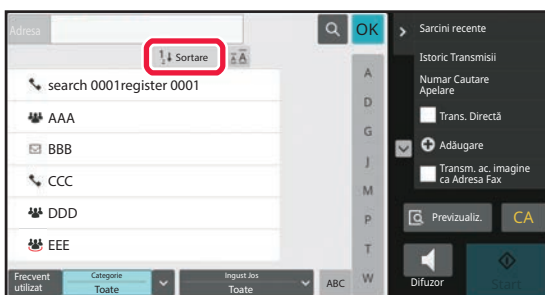 Adresa
OK
Sortare
search 0001register 0001
AAA
BBB
CCC
DDD
EEE
A
D
G
J
M
P
T
W
Frecvent
utilizat
Categorie
Toate
Ingust Jos
Toate
ABC
Sarcini recente
Istoric Transmisii
Numar Cautare
Apelare
Trans. Directă
Adăugare
Transm. ac. imagine
ca Adresa Fax
Previzualiz.
CA
Difuzor
Start